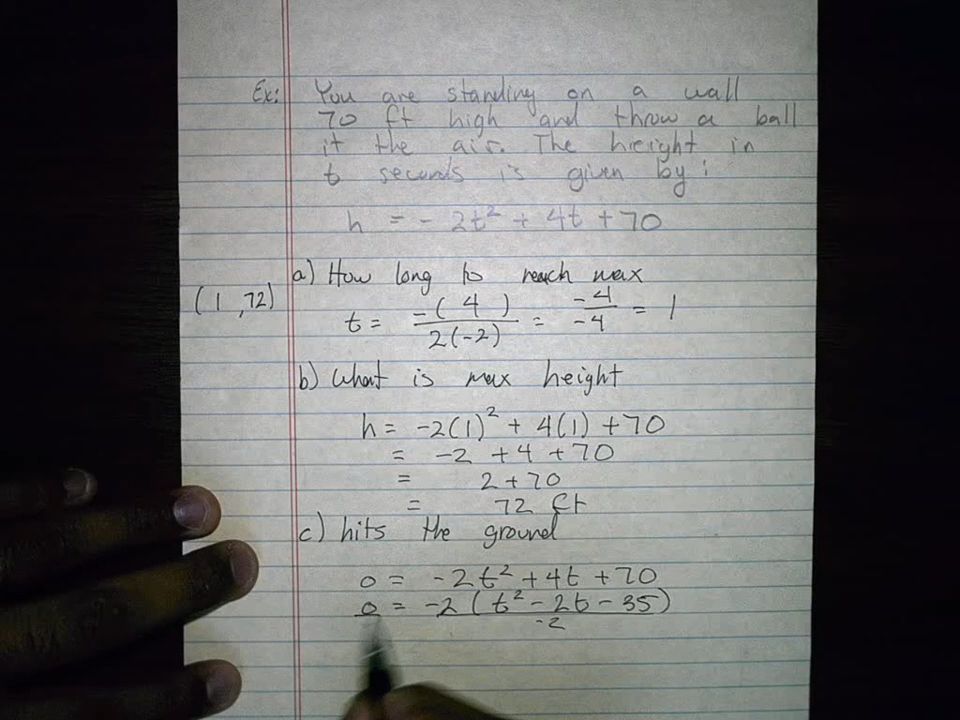 Ex: You are standing on a wall
70 ft high and throw a ball
it the air. The hieight in
t seconds is given by:
h = - 2t² + 4t + 70
a) How long to reach max
(1, 72)
t = -(4)/2(-2) = -4/-4 = 1
b) What is max height
h = -2(1)² + 4(1) + 70
= -2 + 4 + 70
= 2 + 70
= 72 ft
c) hits the ground
0 = -2t² + 4t + 70
0 = -2(t² - 2t - 35)
-2